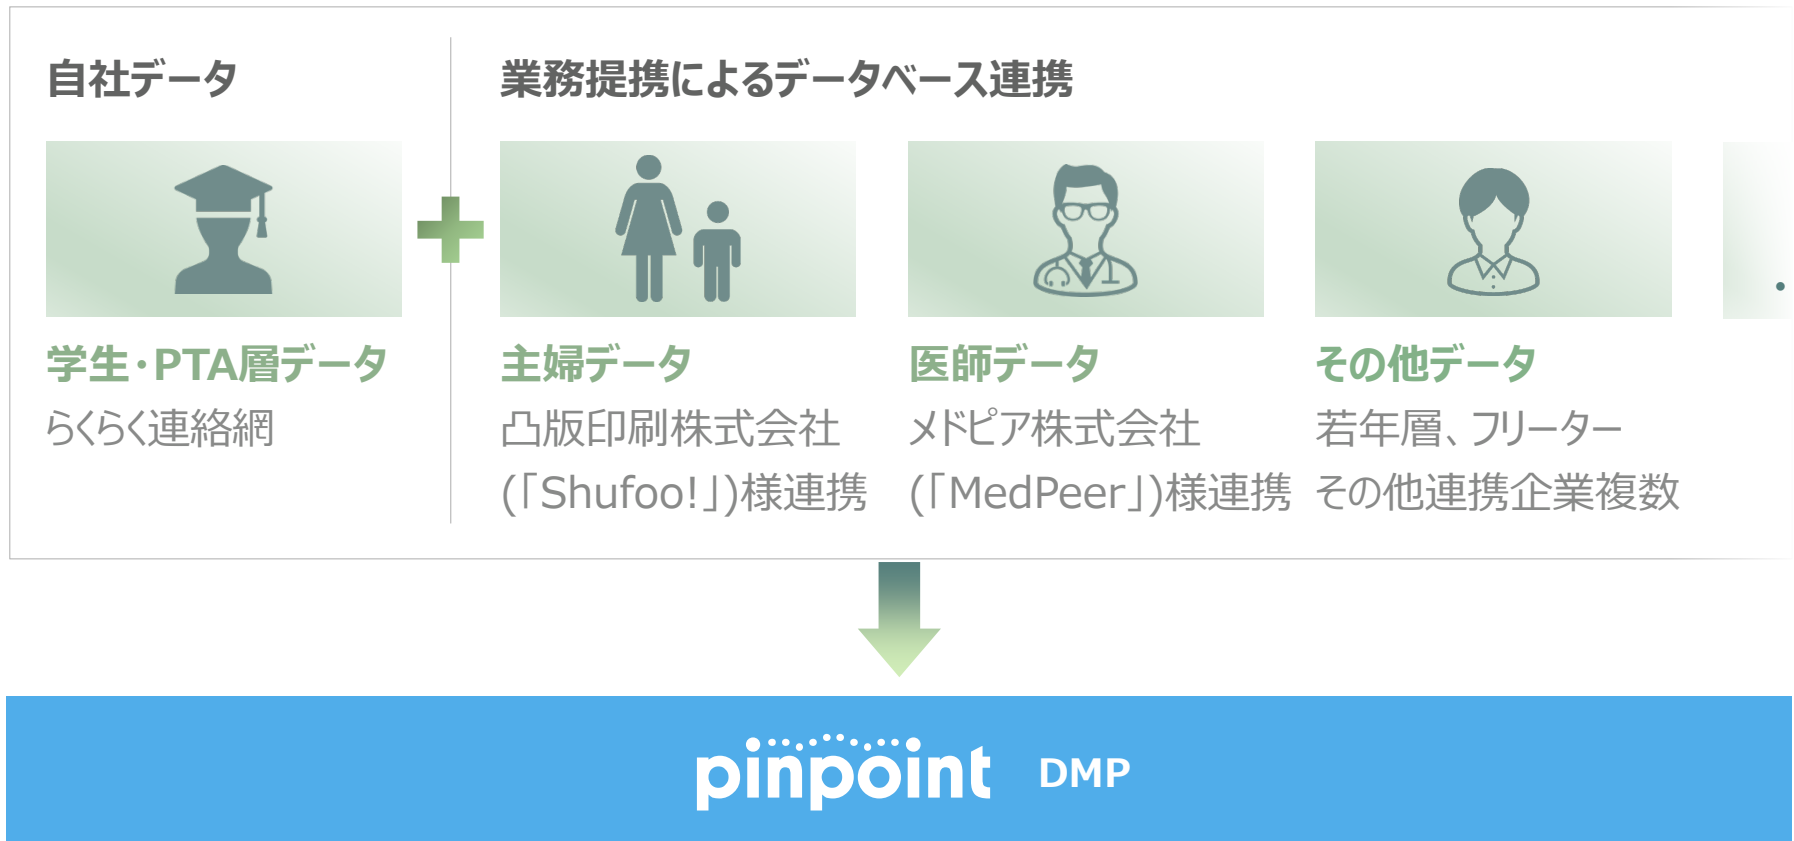 自社データ
業務提携によるデータベース連携
学生・PTA層データ
らくらく連絡網
主婦データ
凸版印刷株式会社
(「Shufoo!」)様連携
医師データ
メドピア株式会社
(「MedPeer」)様連携
その他データ
若年層、フリーター
その他連携企業複数
pinpoint DMP